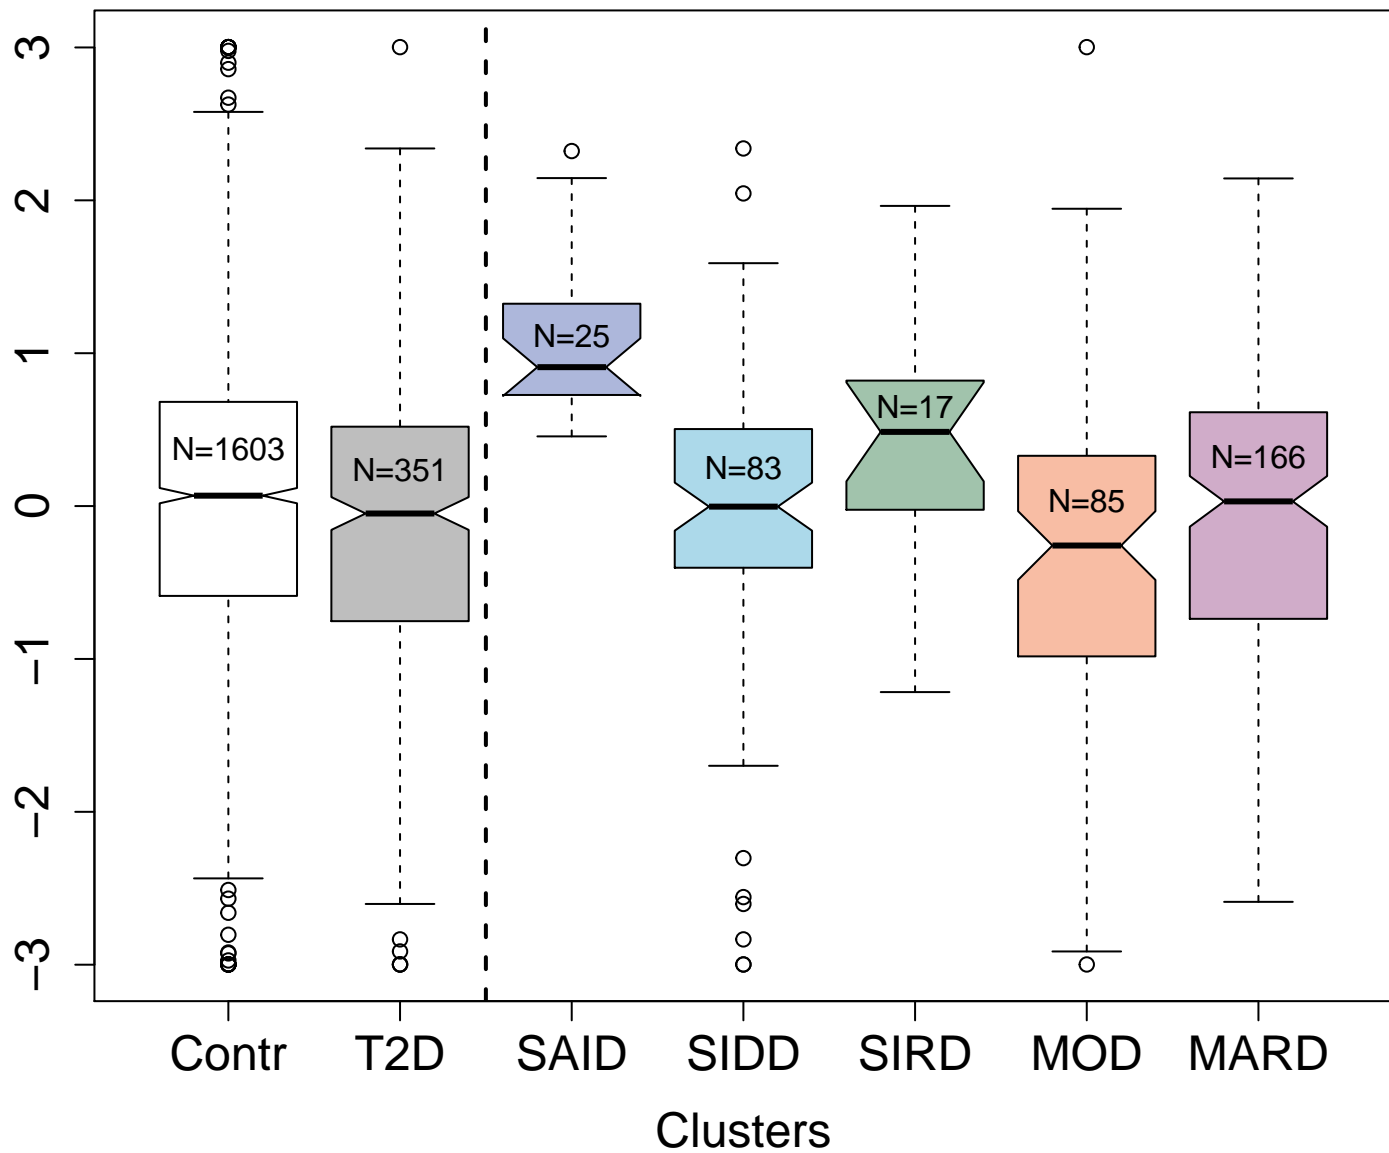 3
2
1
0
−1
−2
−3
N=1603
N=351
N=25
N=83
N=17
N=85
N=166
Contr T2D SAID SIDD SIRD MOD MARD
Clusters